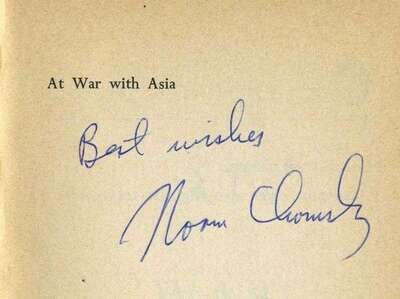 At War with Asia
Best wishes
Noam Chomsky